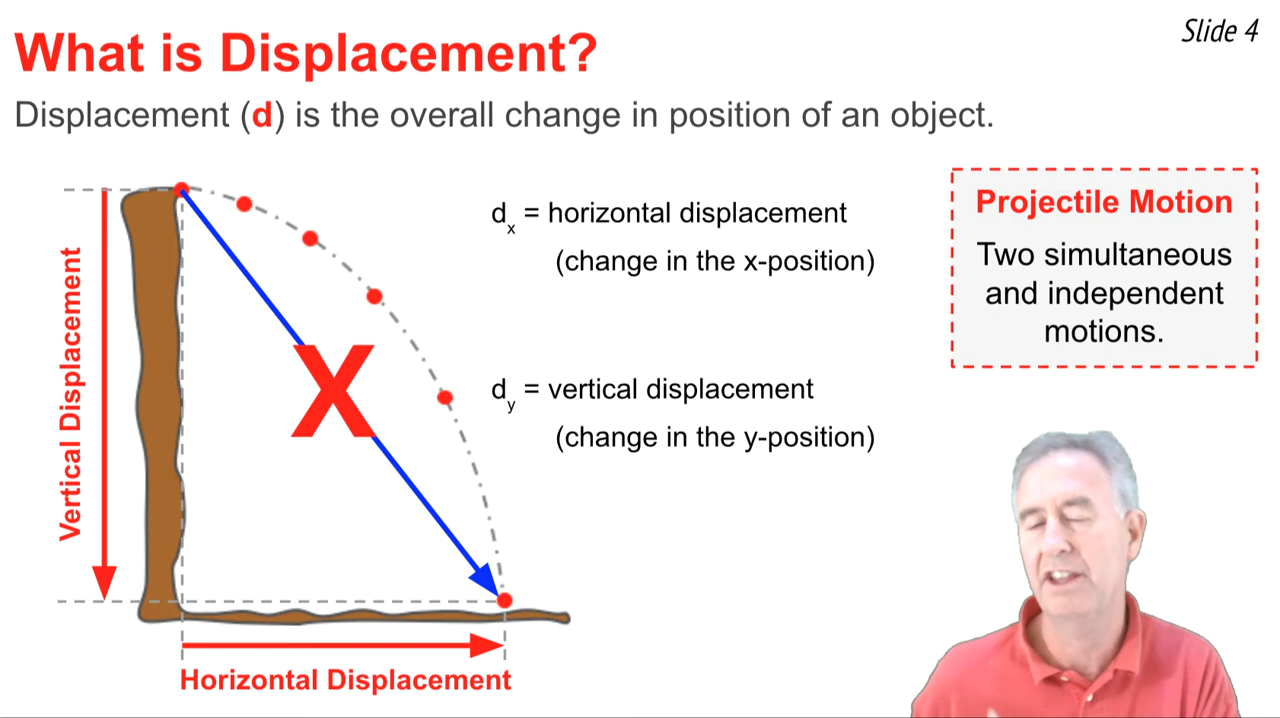 Slide 4
What is Displacement?
Displacement (d) is the overall change in position of an object.
Vertical Displacement
X
Horizontal Displacement
dx = horizontal displacement
(change in the x-position)
dy = vertical displacement
(change in the y-position)
Projectile Motion
Two simultaneous
and independent
motions.